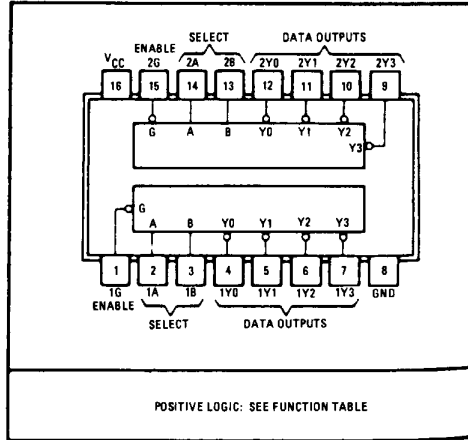 SELECT DATA OUTPUTS
ENABLE
VCC 2G 2A 2B 2Y0 2Y1 2Y2 2Y3
16 15 14 13 12 11 10 9
G A B Y0 Y1 Y2
Y3
G
A B Y0 Y1 Y2 Y3
1 2 3 4 5 6 7 8
1G 1A 1B 1Y0 1Y1 1Y2 1Y3 GND
ENABLE
SELECT DATA OUTPUTS
POSITIVE LOGIC: SEE FUNCTION TABLE